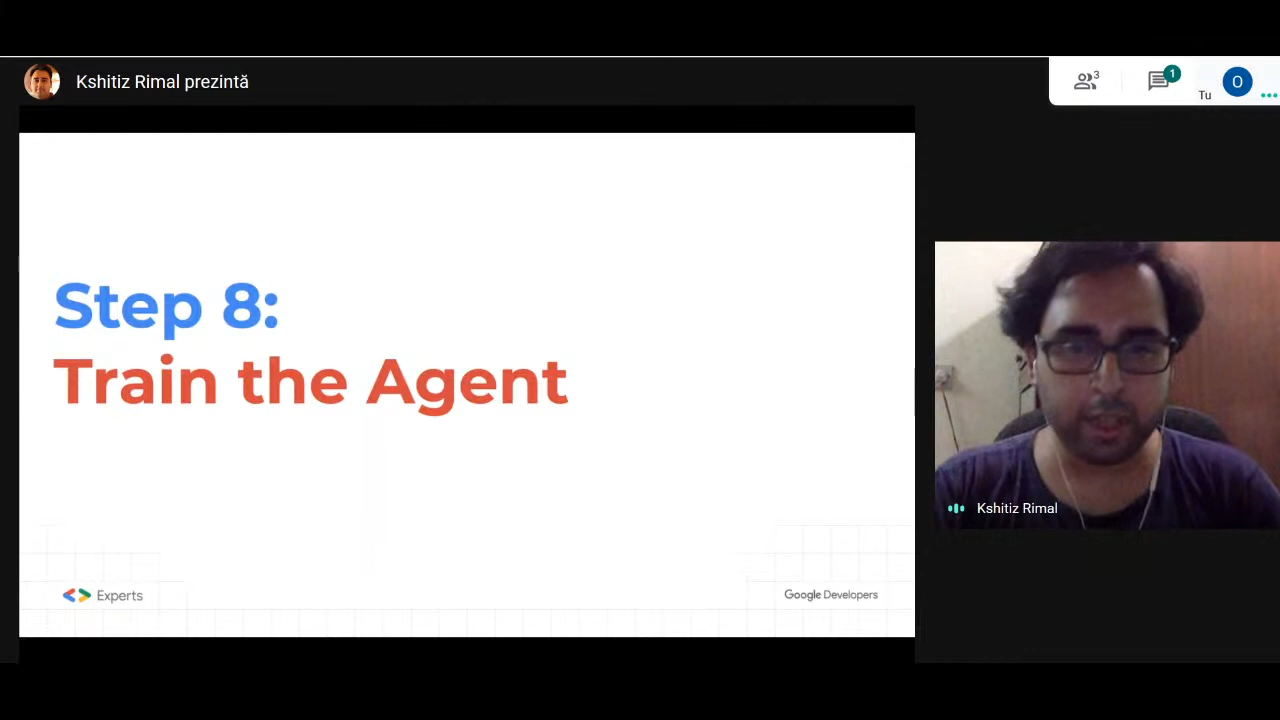 Kshitiz Rimal prezintă
3
1
Tu
O
Step 8:
Train the Agent
Kshitiz Rimal
Experts
Google Developers